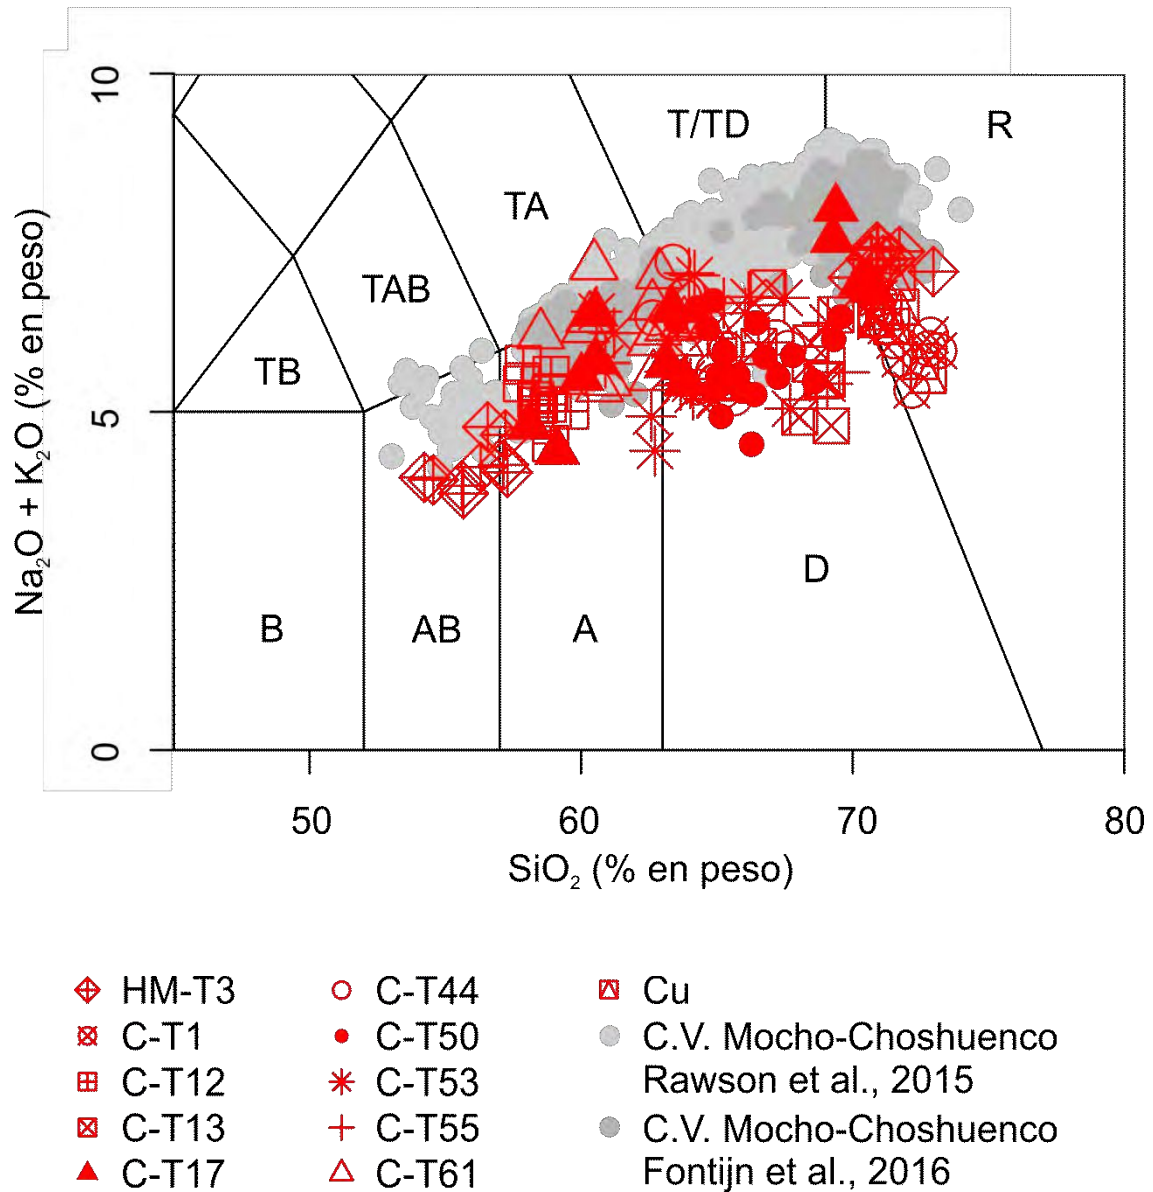 10
T/TD
R
TA
TAB
TB
5
Na₂O + K₂O (% en peso)
D
B
AB
A
0
50
60
70
80
SiO₂ (% en peso)
HM-T3
C-T1
C-T12
C-T13
C-T17
C-T44
C-T50
C-T53
C-T55
C-T61
Cu
C.V. Mocho-Choshuenco
Rawson et al., 2015
C.V. Mocho-Choshuenco
Fontijn et al., 2016